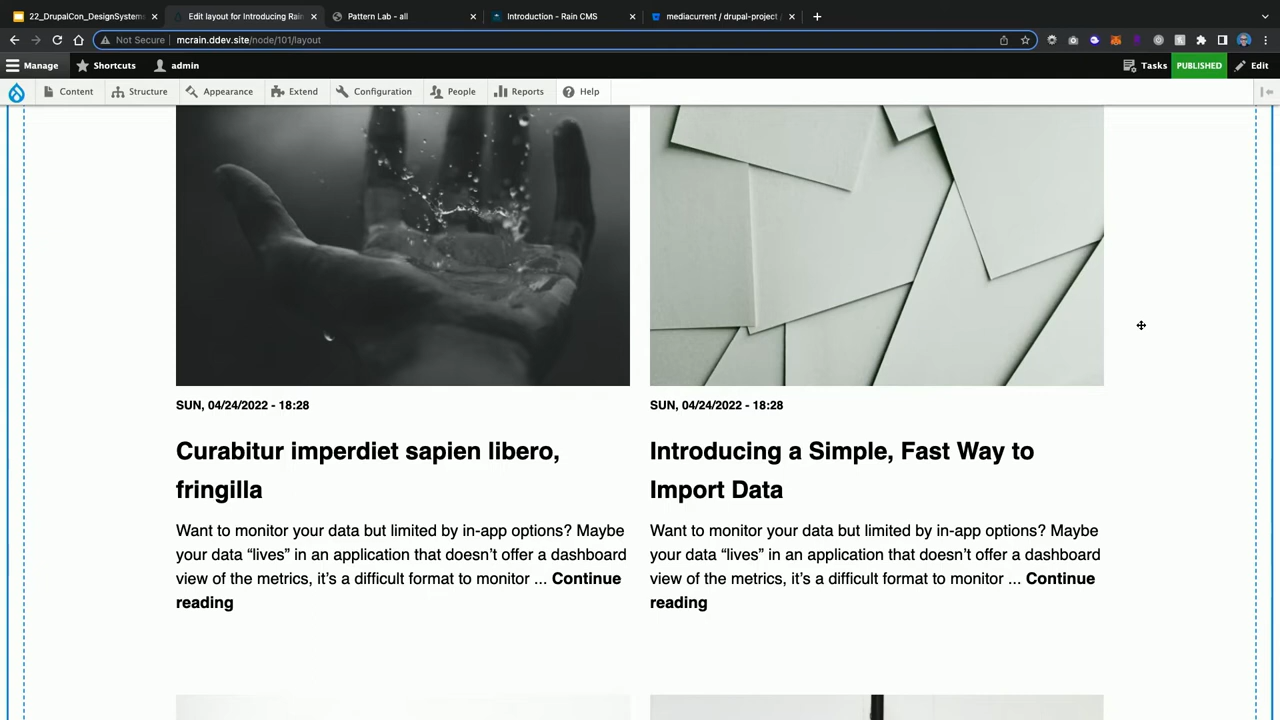 22_DrupalCon_DesignSystems
Edit layout for Introducing Rain
Pattern Lab - all
Introduction - Rain CMS
mediacurrent / drupal-project
Not Secure
mcrain.ddev.site/node/101/layout
Manage
Shortcuts
admin
Tasks
PUBLISHED
Edit
Content
Structure
Appearance
Extend
Configuration
People
Reports
Help
SUN, 04/24/2022 - 18:28
Curabitur imperdiet sapien libero,
fringilla
Want to monitor your data but limited by in-app options? Maybe
your data “lives” in an application that doesn’t offer a dashboard
view of the metrics, it’s a difficult format to monitor ... Continue
reading
SUN, 04/24/2022 - 18:28
Introducing a Simple, Fast Way to
Import Data
Want to monitor your data but limited by in-app options? Maybe
your data “lives” in an application that doesn’t offer a dashboard
view of the metrics, it’s a difficult format to monitor ... Continue
reading